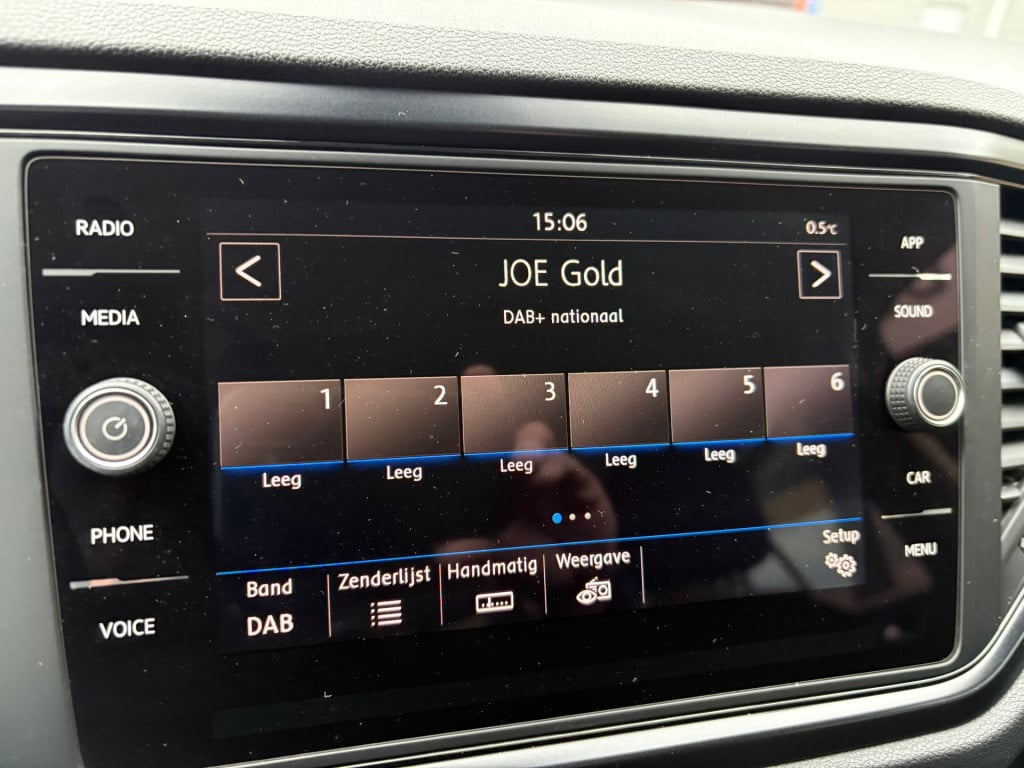 RADIO
MEDIA
PHONE
VOICE
15:06
0.5°C
JOE Gold
DAB+ nationaal
1 2 3 4 5 6
Leeg Leeg Leeg Leeg Leeg Leeg
Band Zenderlijst Handmatig Weergave Setup
DAB
APP
SOUND
CAR
MENU